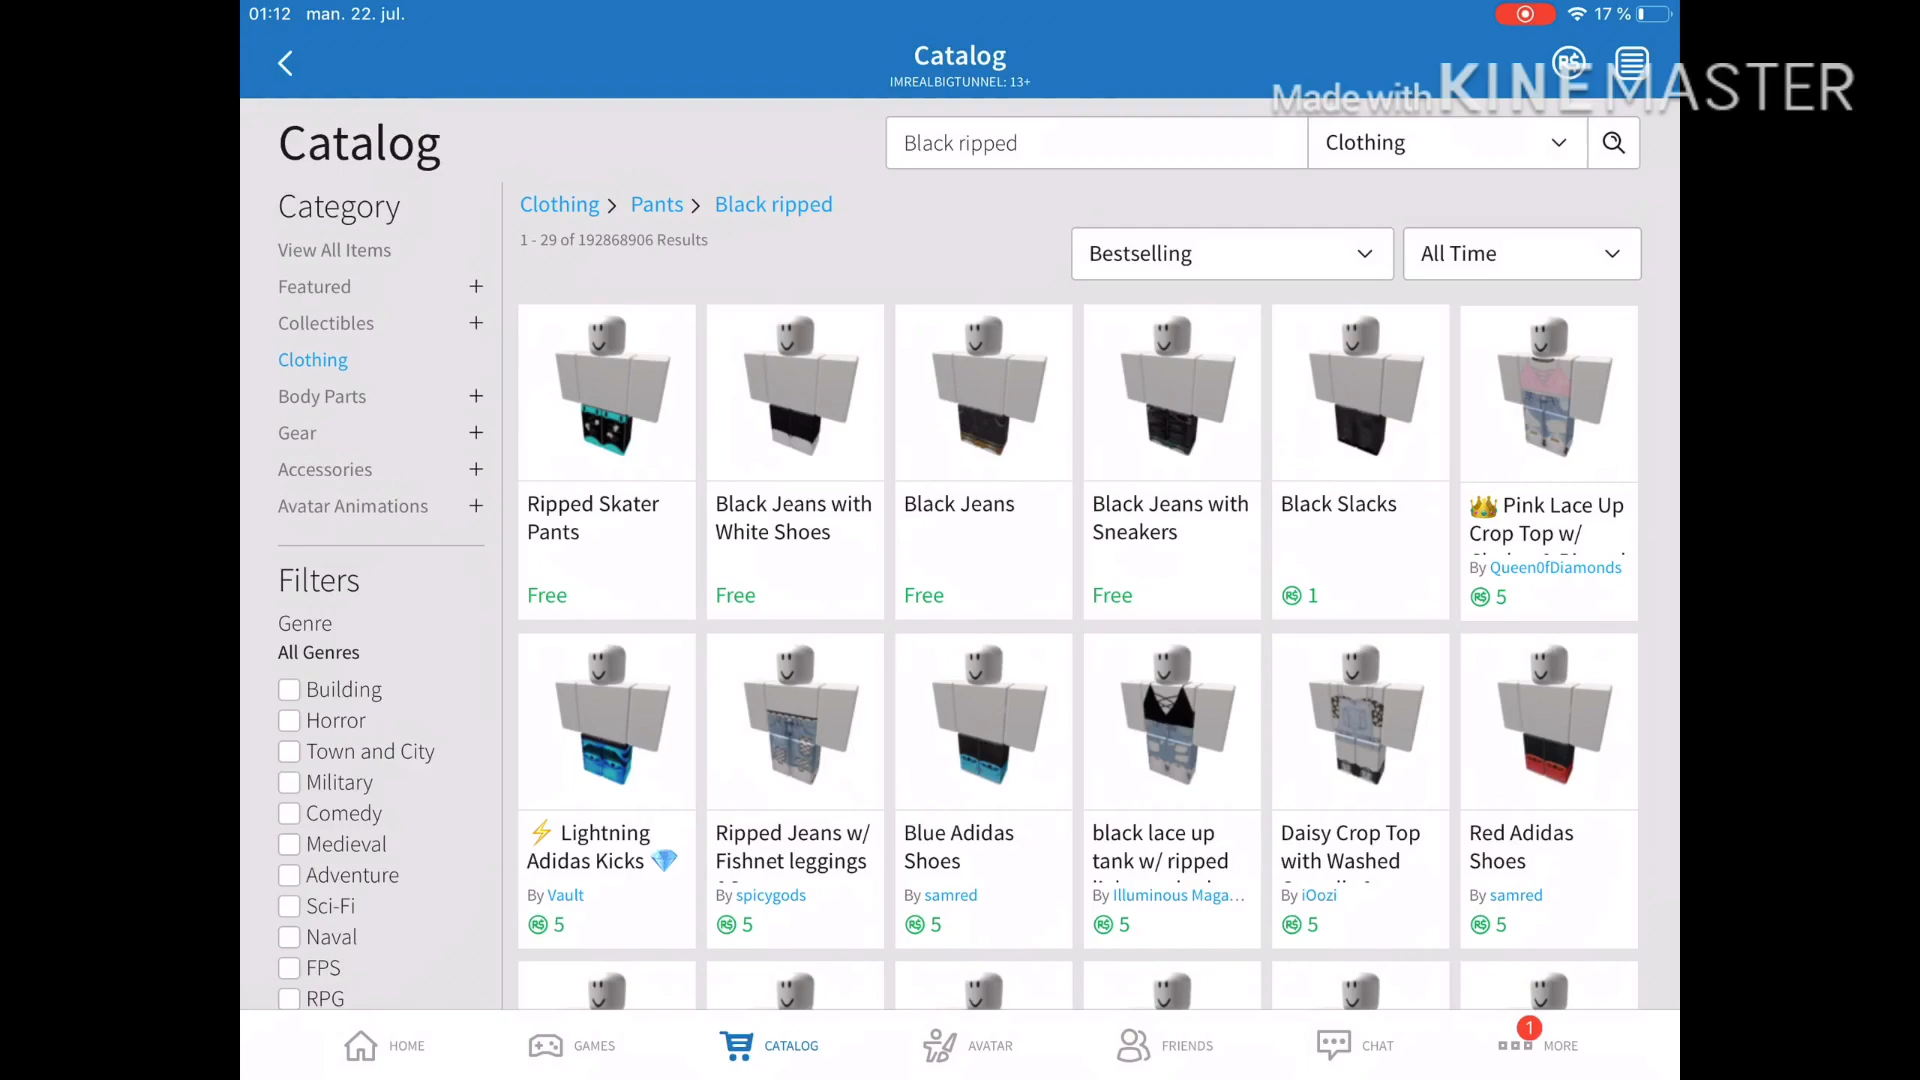 01:12 man. 22. jul.
17 %
Catalog
IMREALBIGTUNNEL: 13+
R$
Made with KINEMASTER
Catalog
Black ripped
Clothing
Category
View All Items
Featured +
Collectibles +
Clothing
Body Parts +
Gear +
Accessories +
Avatar Animations +
Filters
Genre
All Genres
Building
Horror
Town and City
Military
Comedy
Medieval
Adventure
Sci-Fi
Naval
FPS
RPG
Clothing > Pants > Black ripped
1 - 29 of 192868906 Results
Bestselling
All Time
Ripped Skater
Pants
Free
Black Jeans with
White Shoes
Free
Black Jeans
Free
Black Jeans with
Sneakers
Free
Black Slacks
R$ 1
👑 Pink Lace Up
Crop Top w/
By Queen0fDiamonds
R$ 5
⚡ Lightning
Adidas Kicks 💎
By Vault
R$ 5
Ripped Jeans w/
Fishnet leggings
By spicygods
R$ 5
Blue Adidas
Shoes
By samred
R$ 5
black lace up
tank w/ ripped
By Illuminous Maga...
R$ 5
Daisy Crop Top
with Washed
By iOozi
R$ 5
Red Adidas
Shoes
By samred
R$ 5
HOME
GAMES
CATALOG
AVATAR
FRIENDS
CHAT
1
MORE